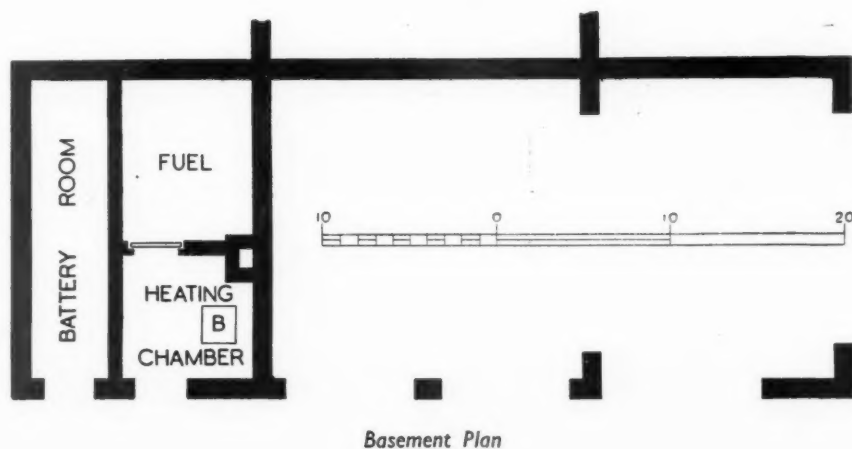 BATTERY ROOM
FUEL
HEATING
B
CHAMBER
10 0 10 20
Basement Plan